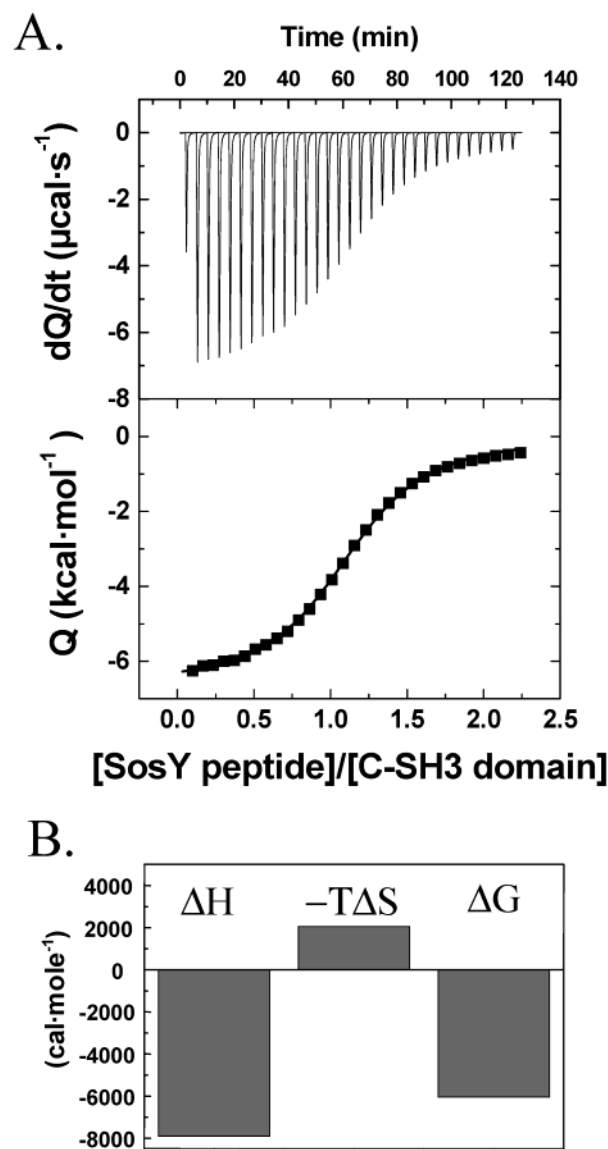 A.
Time (min)
0 20 40 60 80 100 120 140
dQ/dt (μcal·s⁻¹)
0
-2
-4
-6
-8
Q (kcal·mol⁻¹)
0
-2
-4
-6
0.0 0.5 1.0 1.5 2.0 2.5
[SosY peptide]/[C-SH3 domain]
B.
(cal·mole⁻¹)
4000
2000
0
-2000
-4000
-6000
-8000
ΔH −TΔS ΔG